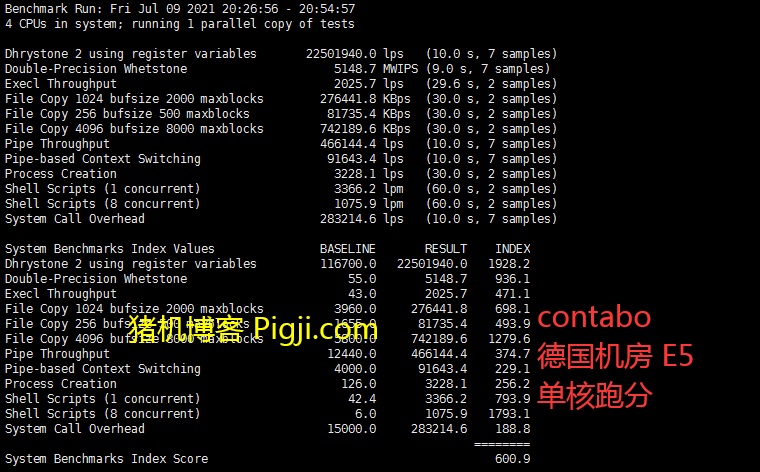 Benchmark Run: Fri Jul 09 2021 20:26:56 - 20:54:57
4 CPUs in system; running 1 parallel copy of tests
Dhrystone 2 using register variables 22501940.0 lps (10.0 s, 7 samples)
Double-Precision Whetstone 5148.7 MWIPS (9.0 s, 7 samples)
Execl Throughput 2025.7 lps (29.6 s, 2 samples)
File Copy 1024 bufsize 2000 maxblocks 276441.8 KBps (30.0 s, 2 samples)
File Copy 256 bufsize 500 maxblocks 81735.4 KBps (30.0 s, 2 samples)
File Copy 4096 bufsize 8000 maxblocks 742189.6 KBps (30.0 s, 2 samples)
Pipe Throughput 466144.4 lps (10.0 s, 7 samples)
Pipe-based Context Switching 91643.4 lps (10.0 s, 7 samples)
Process Creation 3228.1 lps (30.0 s, 2 samples)
Shell Scripts (1 concurrent) 3366.2 lpm (60.0 s, 2 samples)
Shell Scripts (8 concurrent) 1075.9 lpm (60.0 s, 2 samples)
System Call Overhead 283214.6 lps (10.0 s, 7 samples)
System Benchmarks Index Values BASELINE RESULT INDEX
Dhrystone 2 using register variables 116700.0 22501940.0 1928.2
Double-Precision Whetstone 55.0 5148.7 936.1
Execl Throughput 43.0 2025.7 471.1
File Copy 1024 bufsize 2000 maxblocks 3960.0 276441.8 698.1
File Copy 256 bufsize maxblocks 81735.4 493.9
File Copy 4096 bufsize 8000 maxblocks 742189.6 1279.6
Pipe Throughput 12440.0 466144.4 374.7
Pipe-based Context Switching 4000.0 91643.4 229.1
Process Creation 126.0 3228.1 256.2
Shell Scripts (1 concurrent) 42.4 3366.2 793.9
Shell Scripts (8 concurrent) 6.0 1075.9 1793.1
System Call Overhead 15000.0 283214.6 188.8
========
System Benchmarks Index Score 600.9
猪机博客 Pigji.com
contabo
德国机房 E5
单核跑分